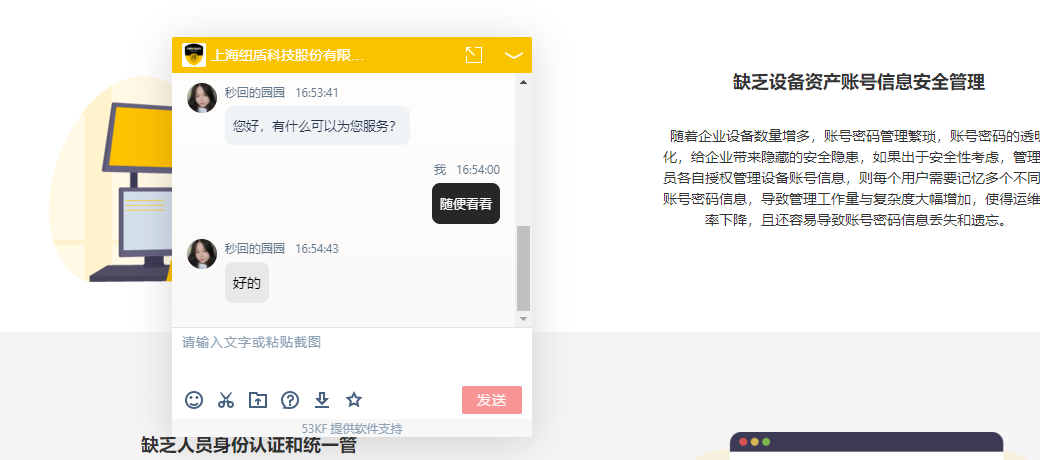 上海纽盾科技股份有限...
秒回的园园 16:53:41
您好，有什么可以为您服务?
我 16:54:00
随便看看
秒回的园园 16:54:43
好的
请输入文字或粘贴截图
发送
53KF 提供软件支持
缺乏设备资产账号信息安全管理
随着企业设备数量增多，账号密码管理繁琐，账号密码的透明
化，给企业带来隐藏的安全隐患，如果出于安全性考虑，管理
员各自授权管理设备账号信息，则每个用户需要记忆多个不同
账号密码信息，导致管理工作量与复杂度大幅增加，使得运维
率下降，且还容易导致账号密码信息丢失和遗忘。
缺乏人员身份认证和统一管